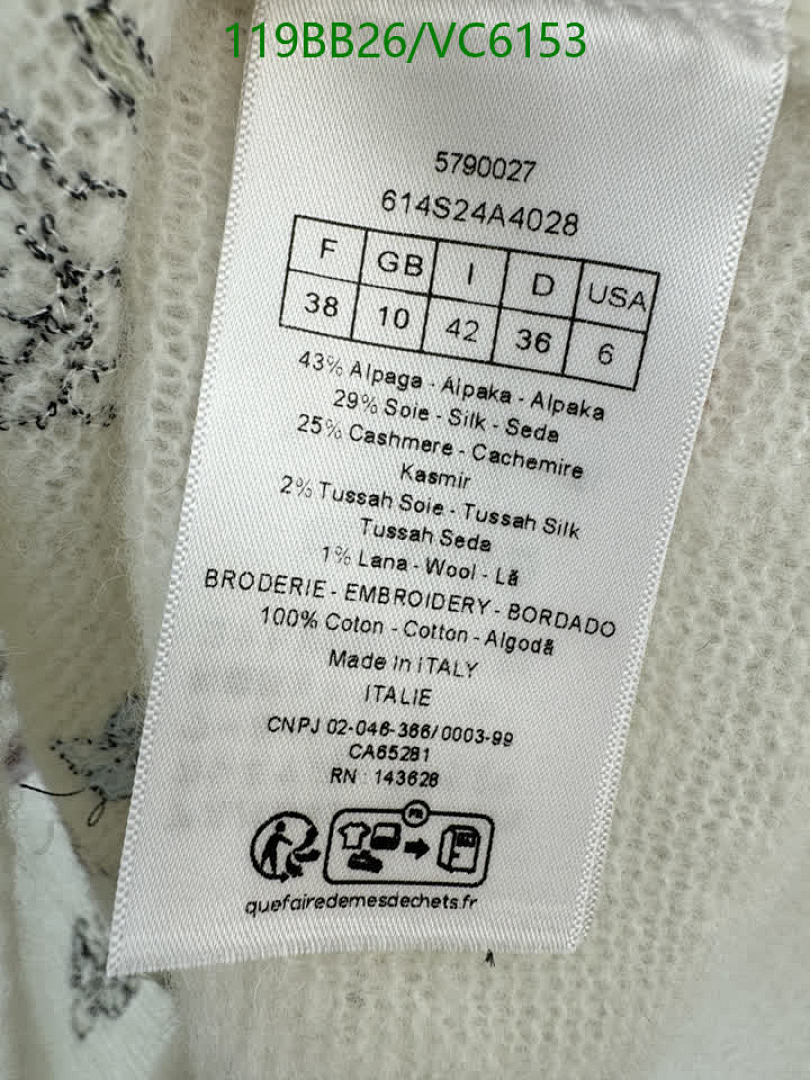 119BB26/VC6153
5790027
614S24A4028
F GB I D USA
38 10 42 36 6
43% Alpaga - Alpaka - Alpaka
29% Soie - Silk - Seda
25% Cashmere - Cachemire
Kasmir
2% Tussah Soie - Tussah Silk
Tussah Seda
1% Lana - Wool - Lã
BRODERIE - EMBROIDERY - BORDADO
100% Coton - Cotton - Algodã
Made in ITALY
ITALIE
CNPJ 02-046-366/0003-99
CA65281
RN : 143628
FR
quefairedemesdechets.fr